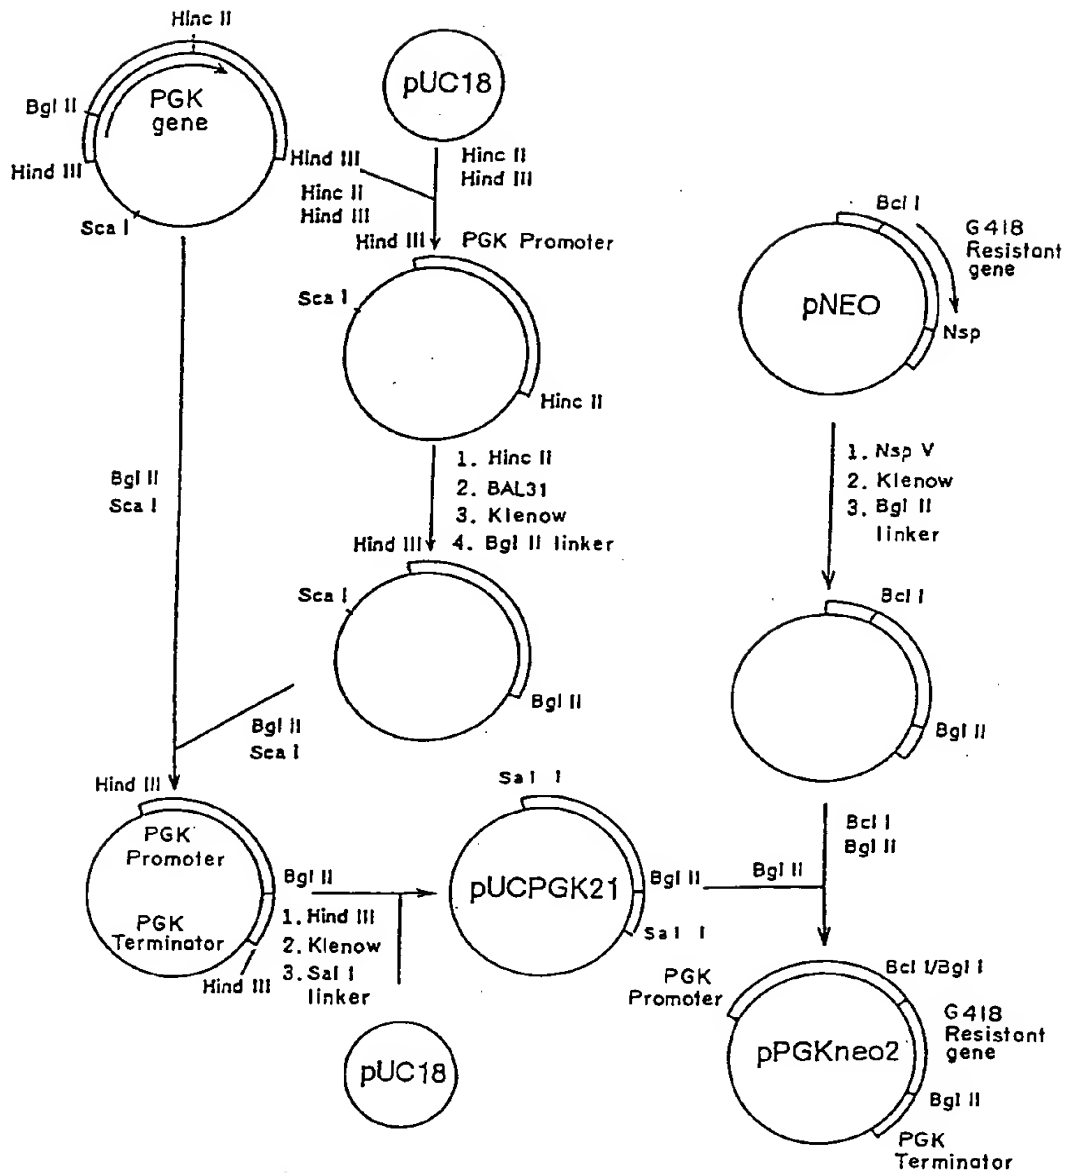 Hinc II
Bgl II
PGK
gene
Hind III
Sca I
Hind III
pUC18
Hinc II
Hind III
Hinc II
Hind III
Hind III
PGK Promoter
Sca I
Hinc II
Bcl I
G418
Resistant
gene
pNEO
Nsp
Bgl II
Sca I
1. Hinc II
2. BAL31
3. Klenow
4. Bgl II linker
1. Nsp V
2. Klenow
3. Bgl II
linker
Hind III
Sca I
Bgl II
Bcl I
Bgl II
Bgl II
Sca I
Hind III
PGK
Promoter
PGK
Terminator
Bgl II
Hind III
1. Hind III
2. Klenow
3. Sal I
linker
pUC18
Sal I
pUCPGK21
Bgl II
Sal I
Bgl II
Bcl I
Bgl II
PGK
Promoter
Bcl I/Bgl I
G418
Resistant
gene
pPGKneo2
Bgl II
PGK
Terminator